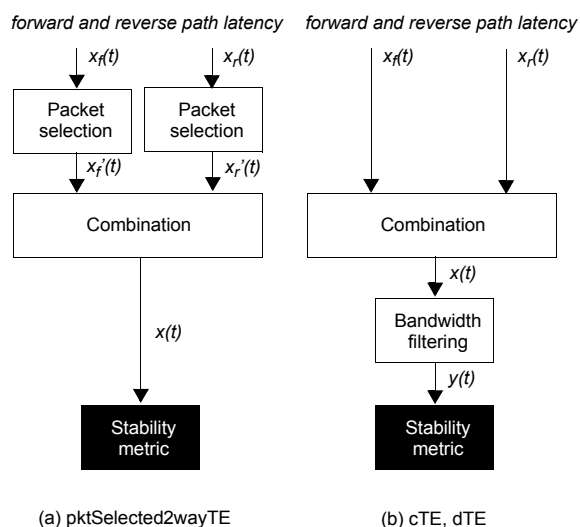 forward and reverse path latency
x_f(t)
x_r(t)
Packet
selection
Packet
selection
x_f'(t)
x_r'(t)
Combination
x(t)
Stability
metric
(a) pktSelected2wayTE
forward and reverse path latency
x_f(t)
x_r(t)
Combination
x(t)
Bandwidth
filtering
y(t)
Stability
metric
(b) cTE, dTE